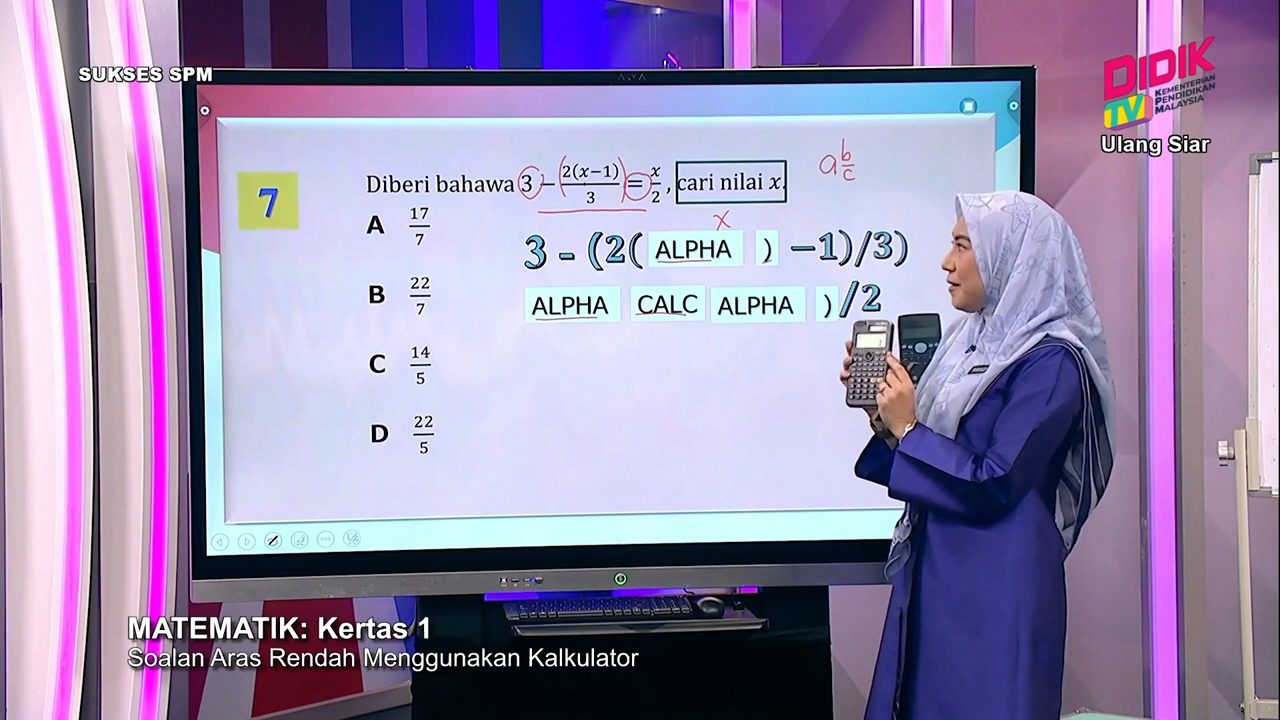 SUKSES SPM
DIDIK
TV
KEMENTERIAN
PENDIDIKAN
MALAYSIA
Ulang Siar
7
Diberi bahawa 3 − 2(x−1)/3 = x/2 , cari nilai x.
a b/c
A 17/7
x
3 - (2( ALPHA ) −1)/3)
B 22/7
ALPHA CALC ALPHA ) /2
C 14/5
D 22/5
MATEMATIK: Kertas 1
Soalan Aras Rendah Menggunakan Kalkulator